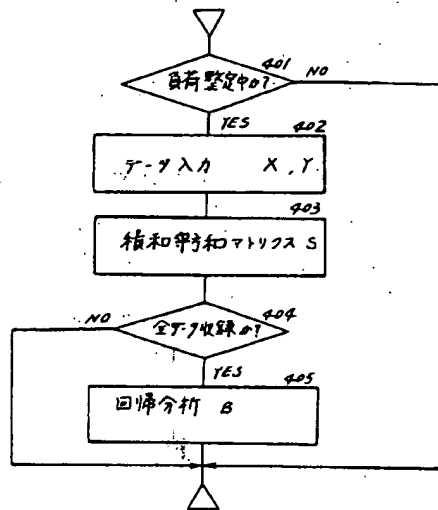 401
負荷整定中か?
NO
YES
402
データ入力 X, Y
403
積和平方和マトリクス S
404
全データ収録か?
NO
YES
405
回帰分析 B